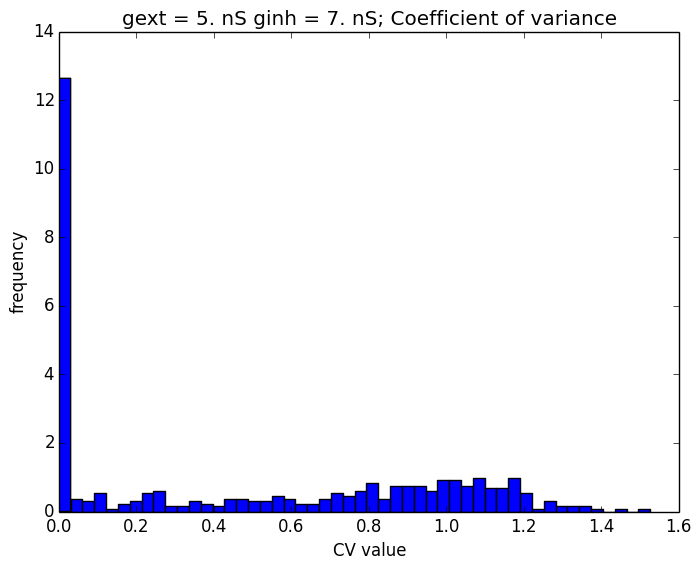 gext = 5. nS ginh = 7. nS; Coefficient of variance
14
12
10
8
6
4
2
0
frequency
0.0 0.2 0.4 0.6 0.8 1.0 1.2 1.4 1.6
CV value